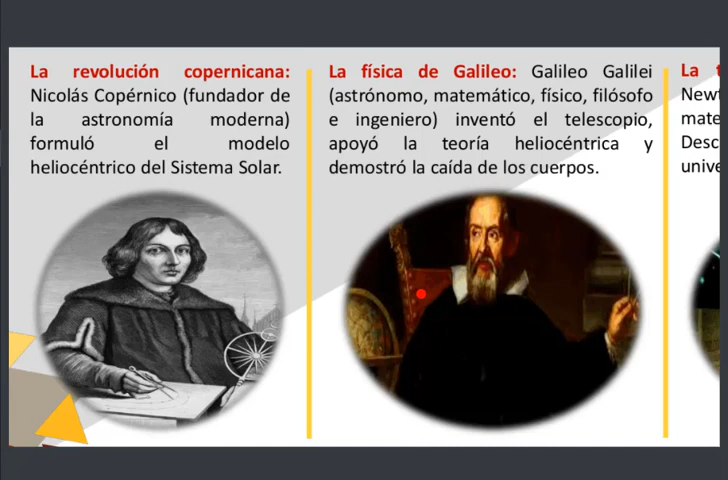 La revolución copernicana:
Nicolás Copérnico (fundador de
la astronomía moderna)
formuló el modelo
heliocéntrico del Sistema Solar.
La física de Galileo: Galileo Galilei
(astrónomo, matemático, físico, filósofo
e ingeniero) inventó el telescopio,
apoyó la teoría heliocéntrica y
demostró la caída de los cuerpos.
La